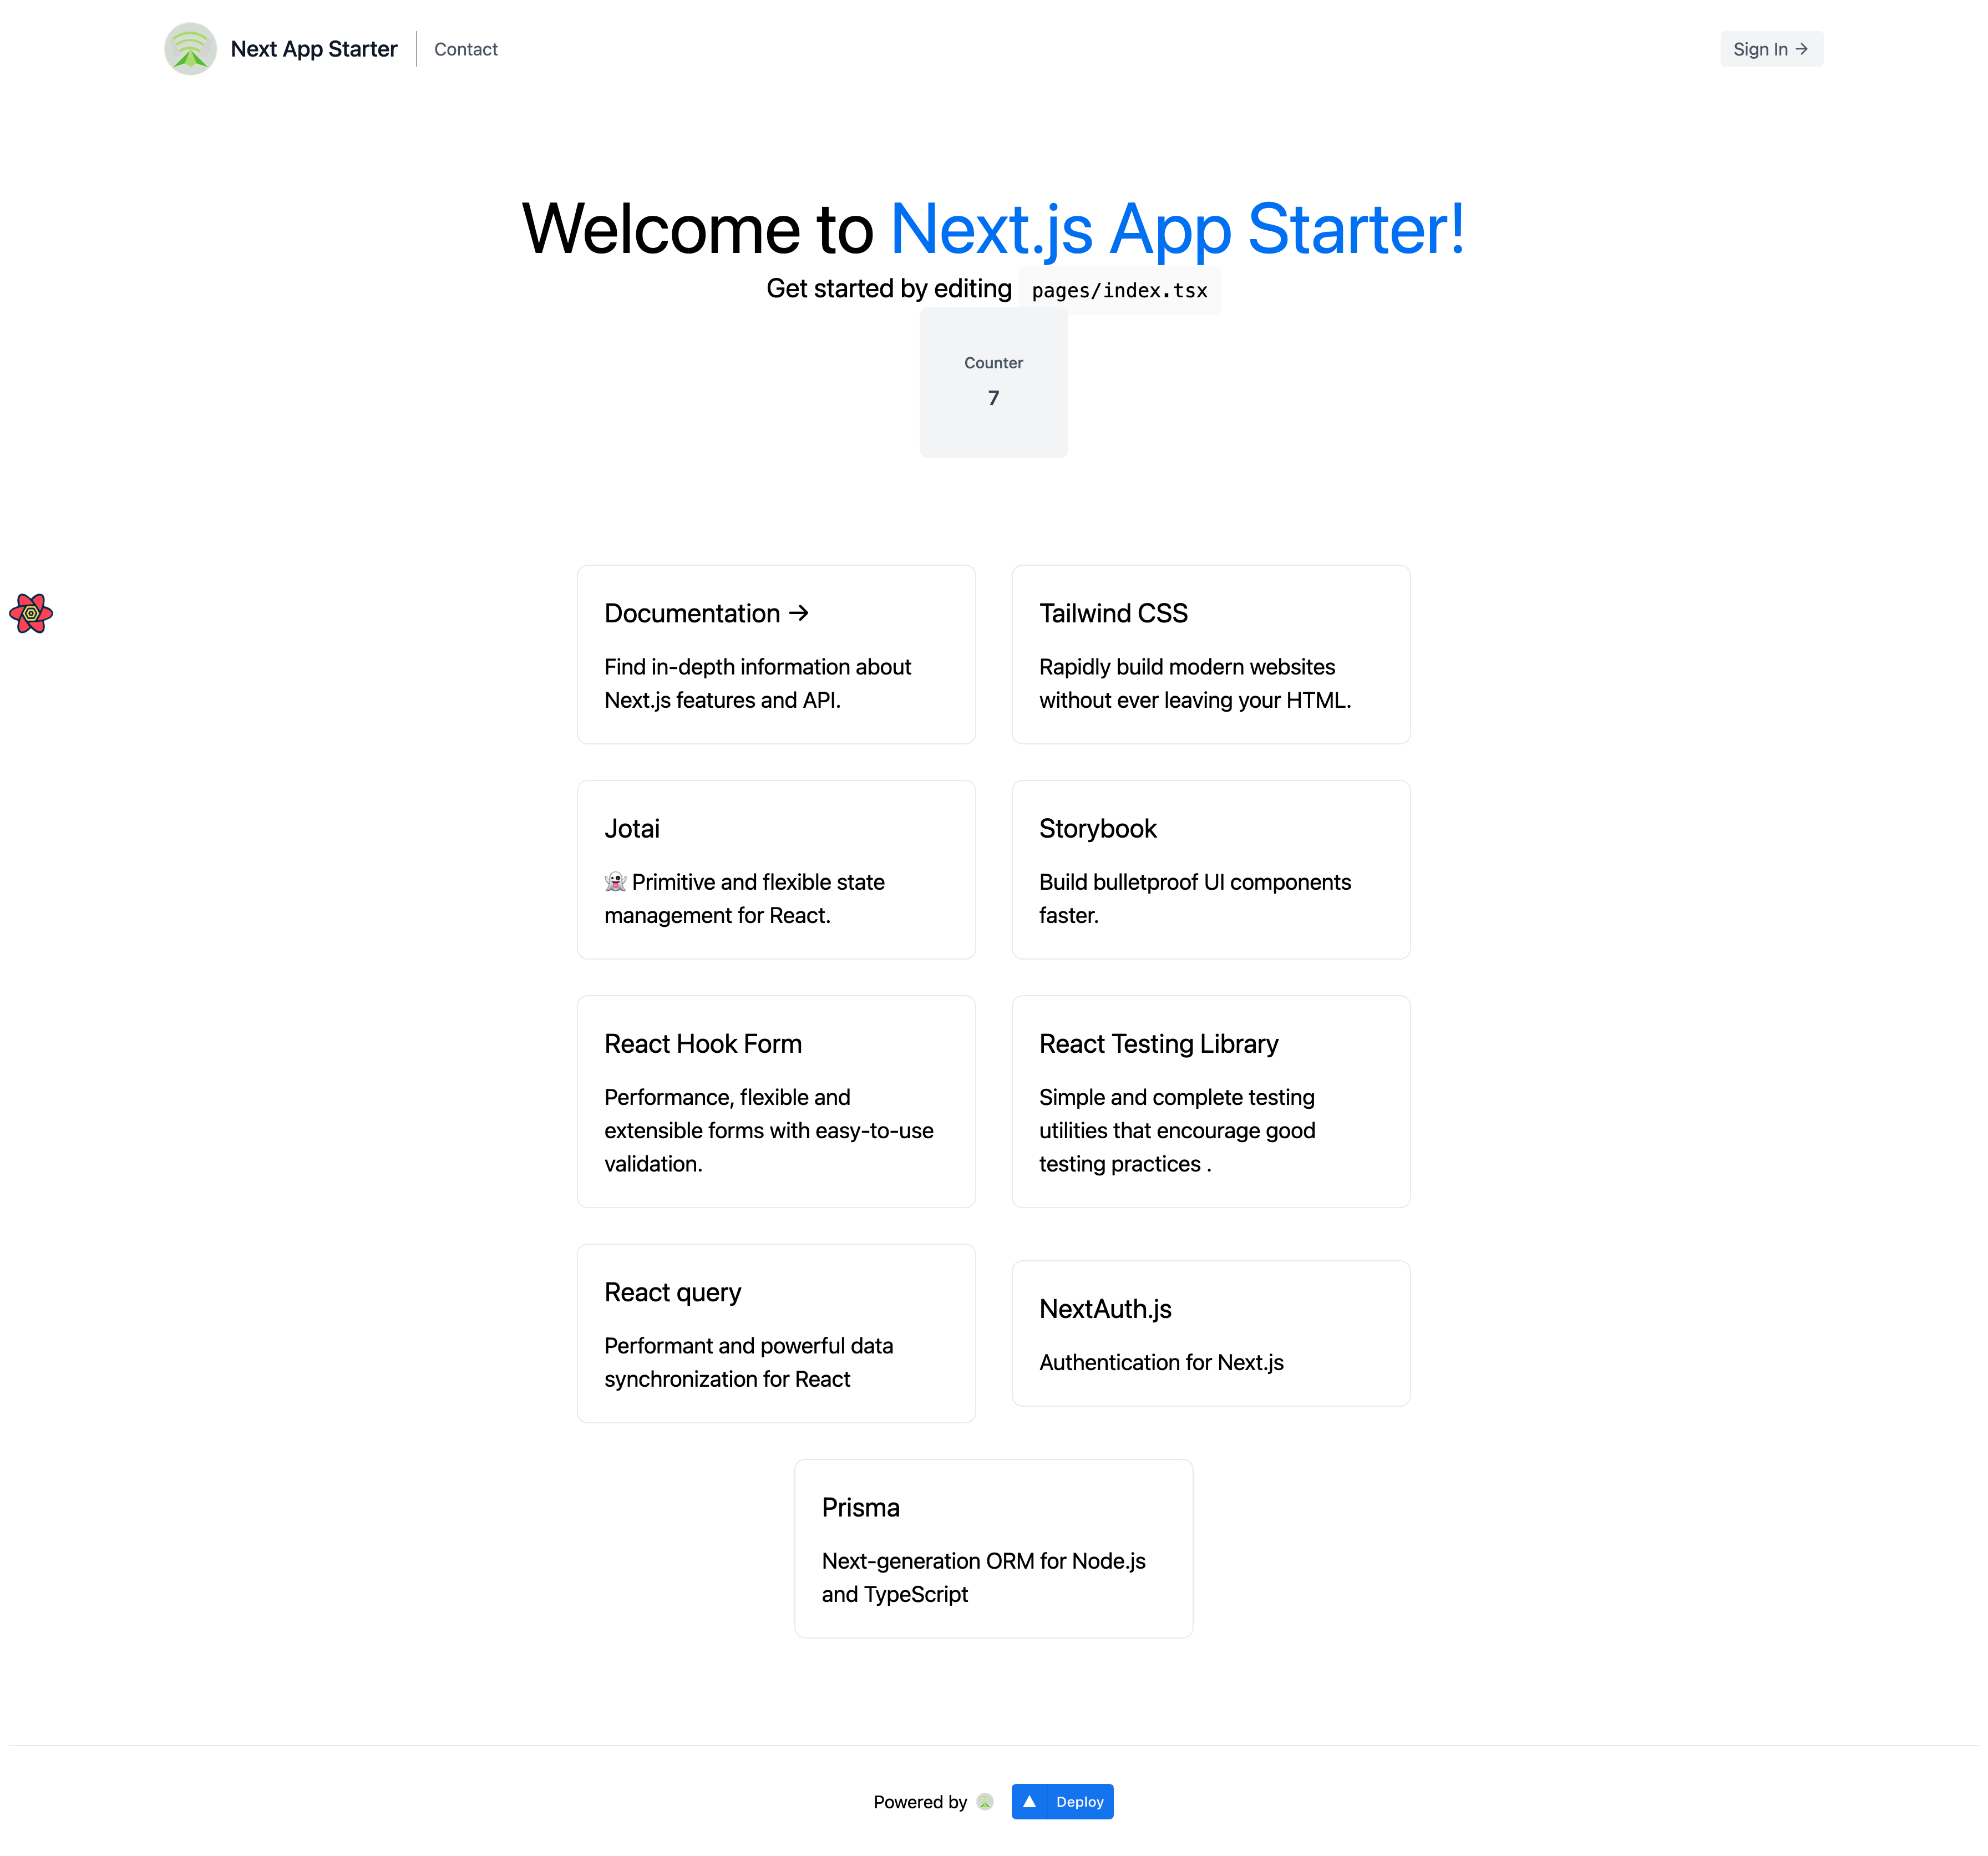 Next App Starter
Contact
Sign In →
Welcome to Next.js App Starter!
Get started by editing pages/index.tsx
Counter
7
Documentation →
Find in-depth information about
Next.js features and API.
Tailwind CSS
Rapidly build modern websites
without ever leaving your HTML.
Jotai
👻 Primitive and flexible state
management for React.
Storybook
Build bulletproof UI components
faster.
React Hook Form
Performance, flexible and
extensible forms with easy-to-use
validation.
React Testing Library
Simple and complete testing
utilities that encourage good
testing practices .
React query
Performant and powerful data
synchronization for React
NextAuth.js
Authentication for Next.js
Prisma
Next-generation ORM for Node.js
and TypeScript
Powered by
Deploy